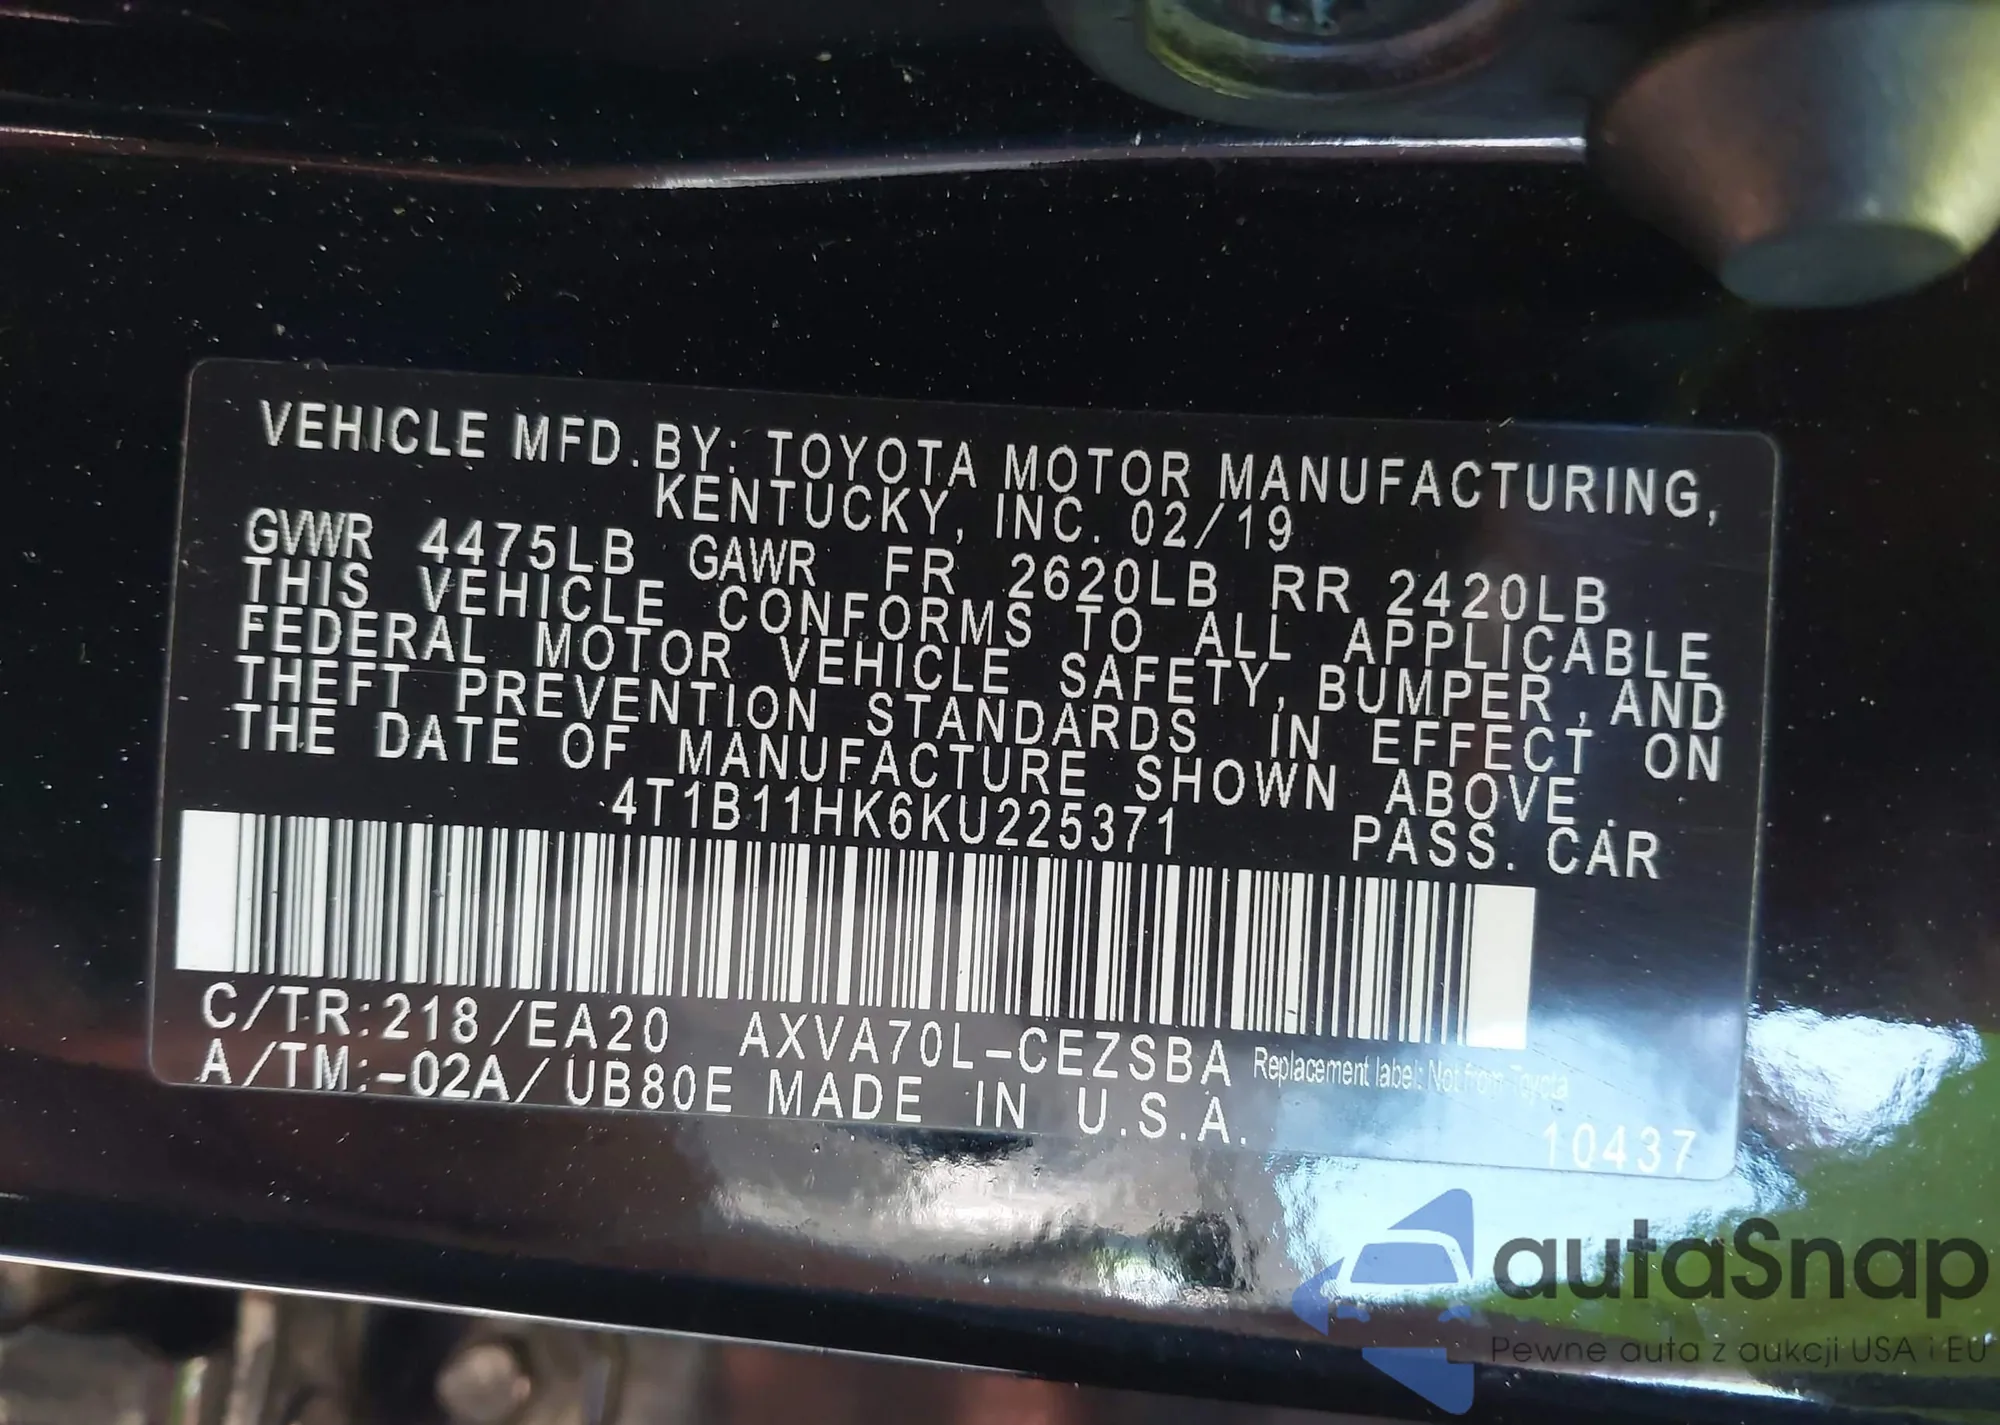 VEHICLE MFD. BY: TOYOTA MOTOR MANUFACTURING,
KENTUCKY, INC. 02/19
GVWR 4475LB GAWR FR 2620LB RR 2420LB
THIS VEHICLE CONFORMS TO ALL APPLICABLE
FEDERAL MOTOR VEHICLE SAFETY, BUMPER, AND
THEFT PREVENTION STANDARDS IN EFFECT ON
THE DATE OF MANUFACTURE SHOWN ABOVE.
4T1B11HK6KU225371 PASS. CAR
C/TR:218/EA20 AXVA70L-CEZSBA Replacement label: Not from Toyota
A/TM:-02A/UB80E MADE IN U.S.A.
10437
autaSnap
Pewne auta z aukcji USA i EU